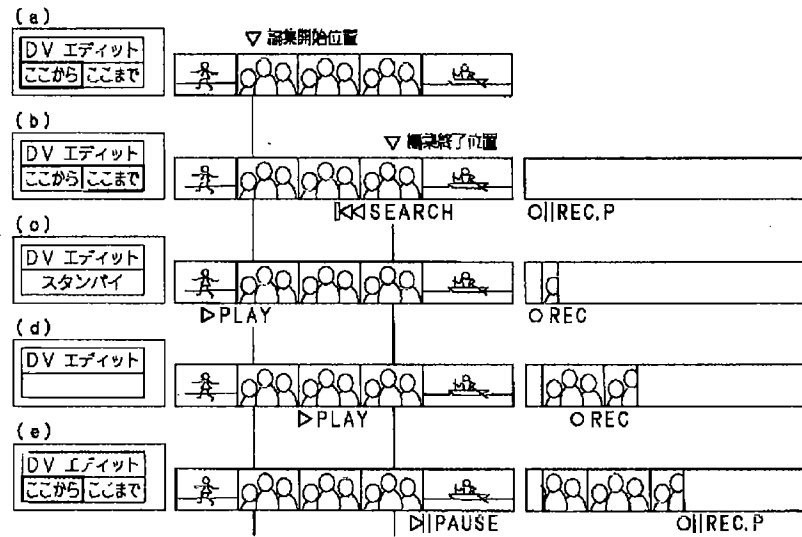 (a)
▽ 編集開始位置
DV エディット
ここから ここまで
(b)
▽ 編集終了位置
DV エディット
ここから ここまで
SEARCH
REC.P
(c)
DV エディット
スタンバイ
PLAY
REC
(d)
DV エディット
PLAY
REC
(e)
DV エディット
ここから ここまで
PAUSE
REC.P